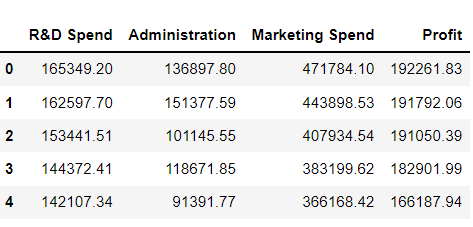 R&D Spend Administration Marketing Spend Profit
0 165349.20 136897.80 471784.10 192261.83
1 162597.70 151377.59 443898.53 191792.06
2 153441.51 101145.55 407934.54 191050.39
3 144372.41 118671.85 383199.62 182901.99
4 142107.34 91391.77 366168.42 166187.94